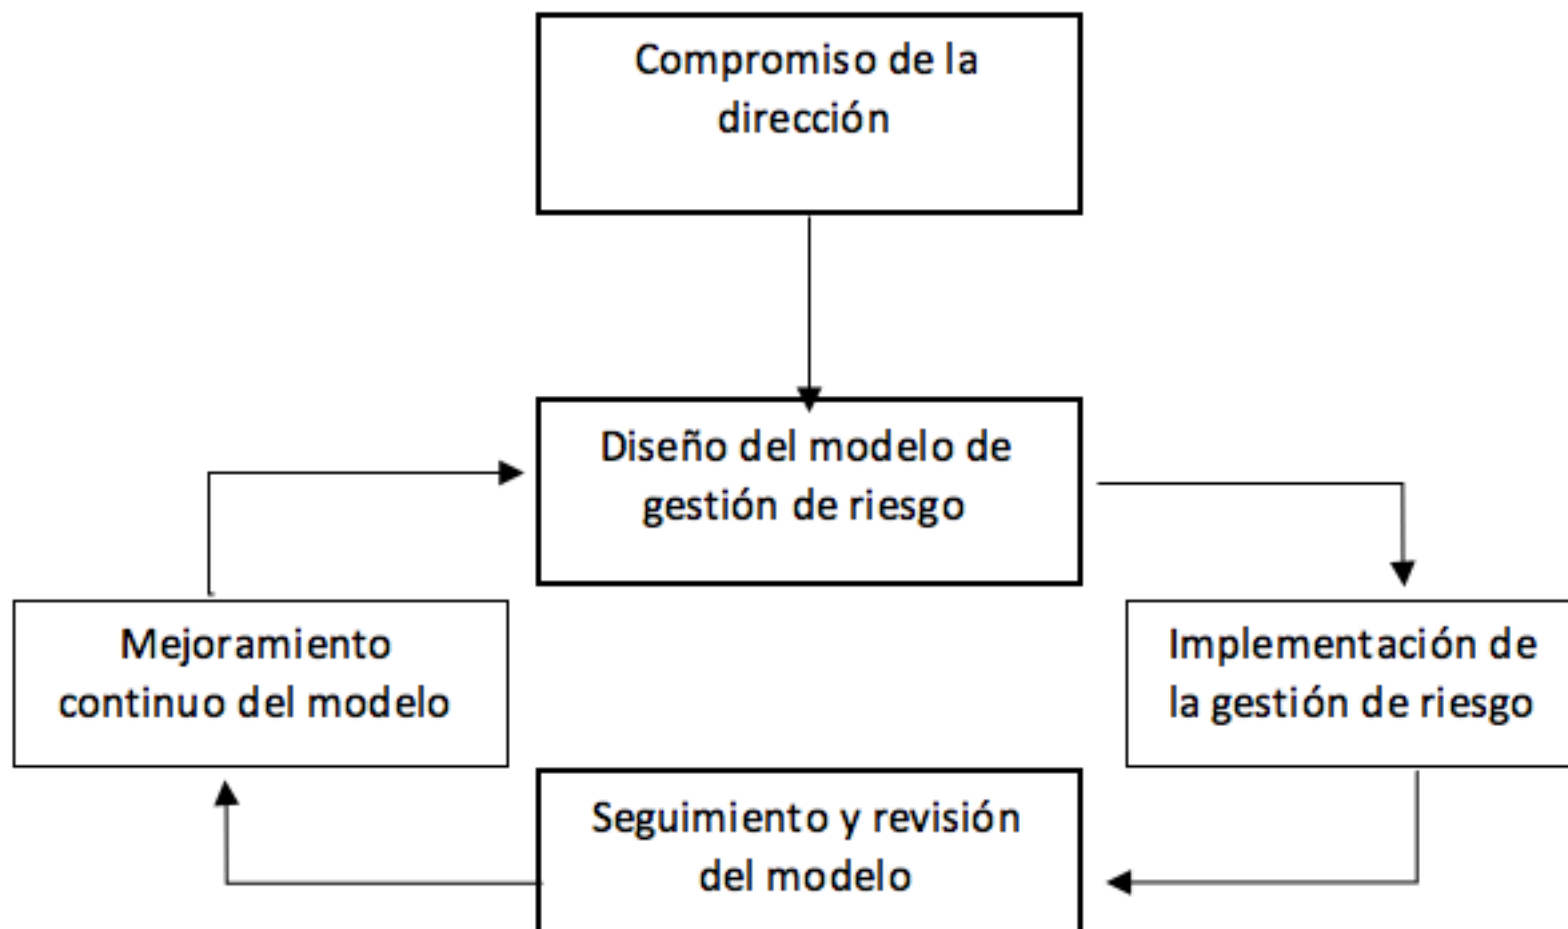 Compromiso de la
dirección
Diseño del modelo de
gestión de riesgo
Mejoramiento
continuo del modelo
Implementación de
la gestión de riesgo
Seguimiento y revisión
del modelo